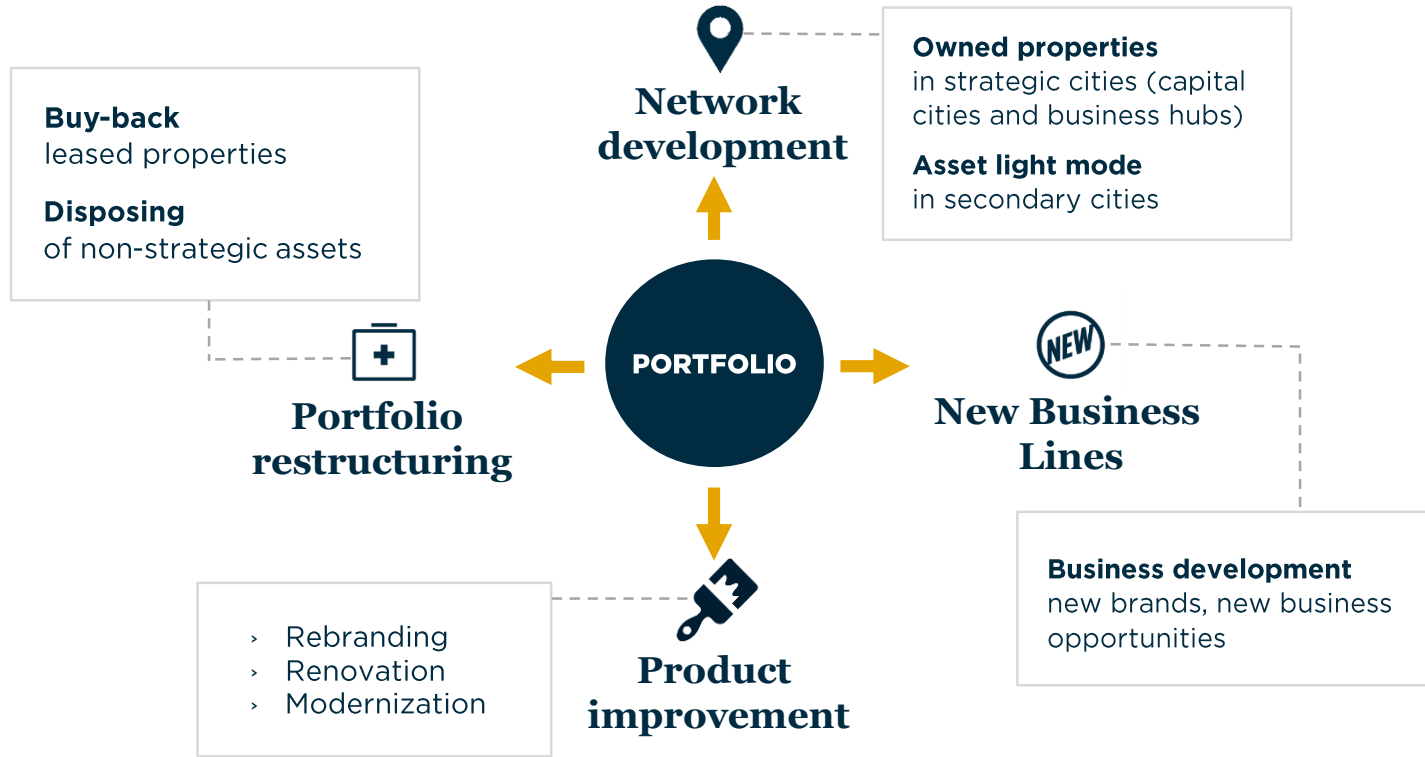 Owned properties
in strategic cities (capital
cities and business hubs)
Asset light mode
in secondary cities
Network
development
Buy-back
leased properties
Disposing
of non-strategic assets
PORTFOLIO
NEW
New Business
Lines
Portfolio
restructuring
Business development
new brands, new business
opportunities
› Rebranding
› Renovation
› Modernization
Product
improvement